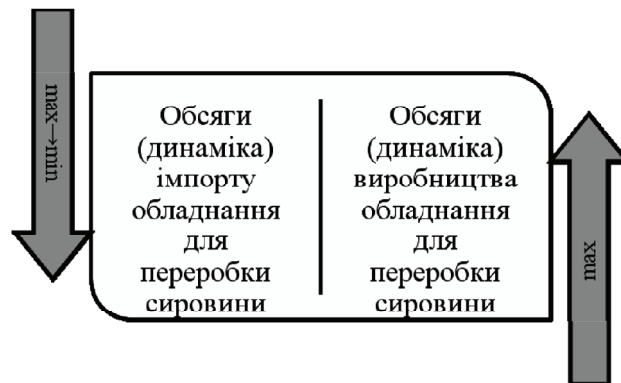 max→min
Обсяги
(динаміка)
імпорту
обладнання
для
переробки
сировини
Обсяги
(динаміка)
виробництва
обладнання
для
переробки
сировини
max